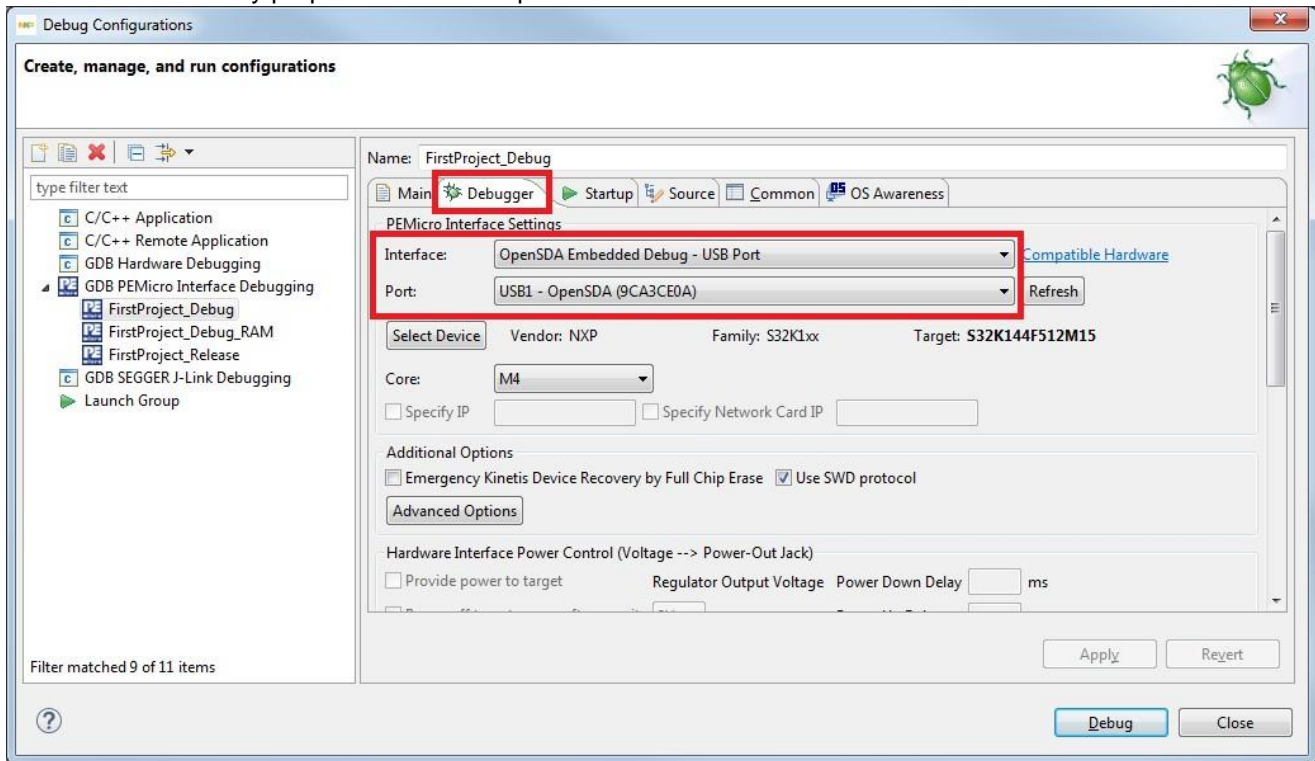 Debug Configurations
Create, manage, and run configurations
type filter text
C/C++ Application
C/C++ Remote Application
GDB Hardware Debugging
GDB PEMicro Interface Debugging
FirstProject_Debug
FirstProject_Debug_RAM
FirstProject_Release
GDB SEGGER J-Link Debugging
Launch Group
Filter matched 9 of 11 items
Name: FirstProject_Debug
Main Debugger Startup Source Common OS Awareness
PEMicro Interface Settings
Interface: OpenSDA Embedded Debug - USB Port Compatible Hardware
Port: USB1 - OpenSDA (9CA3CE0A) Refresh
Select Device Vendor: NXP Family: S32K1xx Target: S32K144F512M15
Core: M4
Specify IP Specify Network Card IP
Additional Options
Emergency Kinetis Device Recovery by Full Chip Erase Use SWD protocol
Advanced Options
Hardware Interface Power Control (Voltage --> Power-Out Jack)
Provide power to target Regulator Output Voltage Power Down Delay ms
Apply Revert
Debug Close